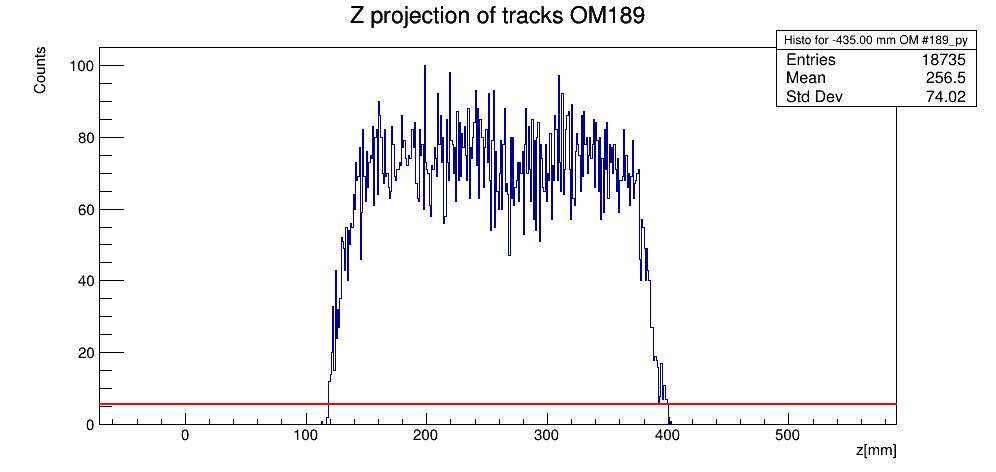 Z projection of tracks OM189
Histo for -435.00 mm OM #189_py
Entries 18735
Mean 256.5
Std Dev 74.02
Counts
100
80
60
40
20
0
0 100 200 300 400 500
z[mm]